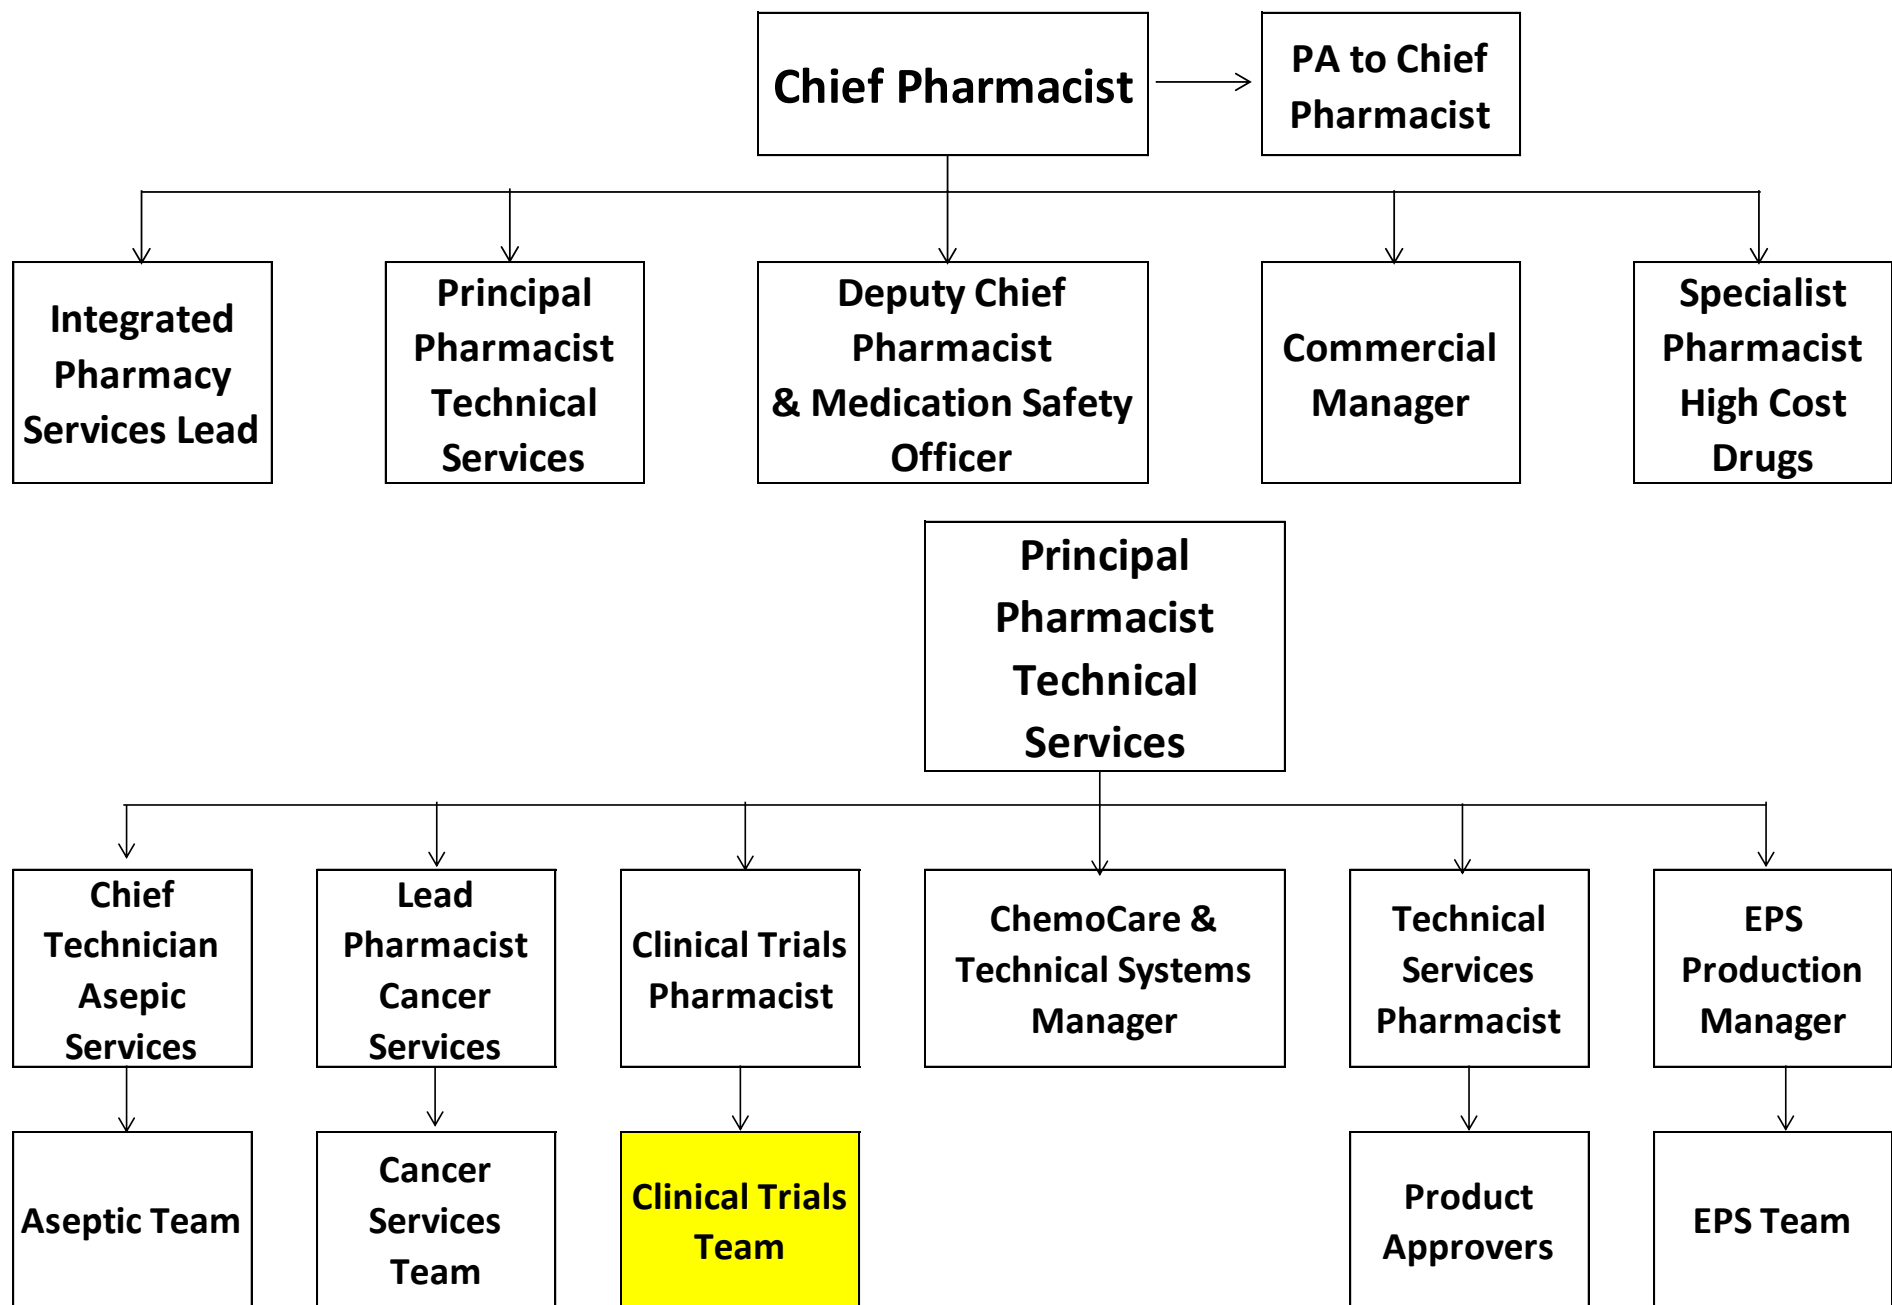 Chief Pharmacist
PA to Chief
Pharmacist
Integrated
Pharmacy
Services Lead
Principal
Pharmacist
Technical
Services
Deputy Chief
Pharmacist
& Medication Safety
Officer
Commercial
Manager
Specialist
Pharmacist
High Cost
Drugs
Principal
Pharmacist
Technical
Services
Chief
Technician
Asepic
Services
Lead
Pharmacist
Cancer
Services
Clinical Trials
Pharmacist
ChemoCare &
Technical Systems
Manager
Technical
Services
Pharmacist
EPS
Production
Manager
Aseptic Team
Cancer
Services
Team
Clinical Trials
Team
Product
Approvers
EPS Team